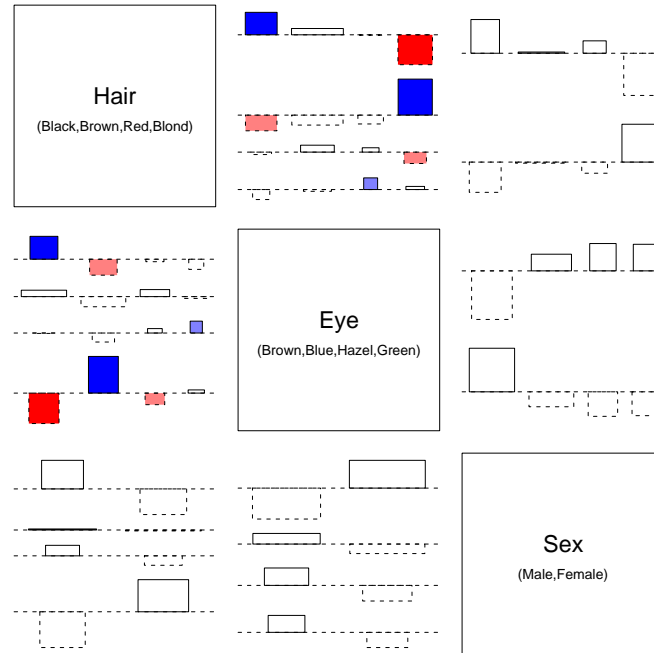 Hair
(Black,Brown,Red,Blond)
Eye
(Brown,Blue,Hazel,Green)
Sex
(Male,Female)